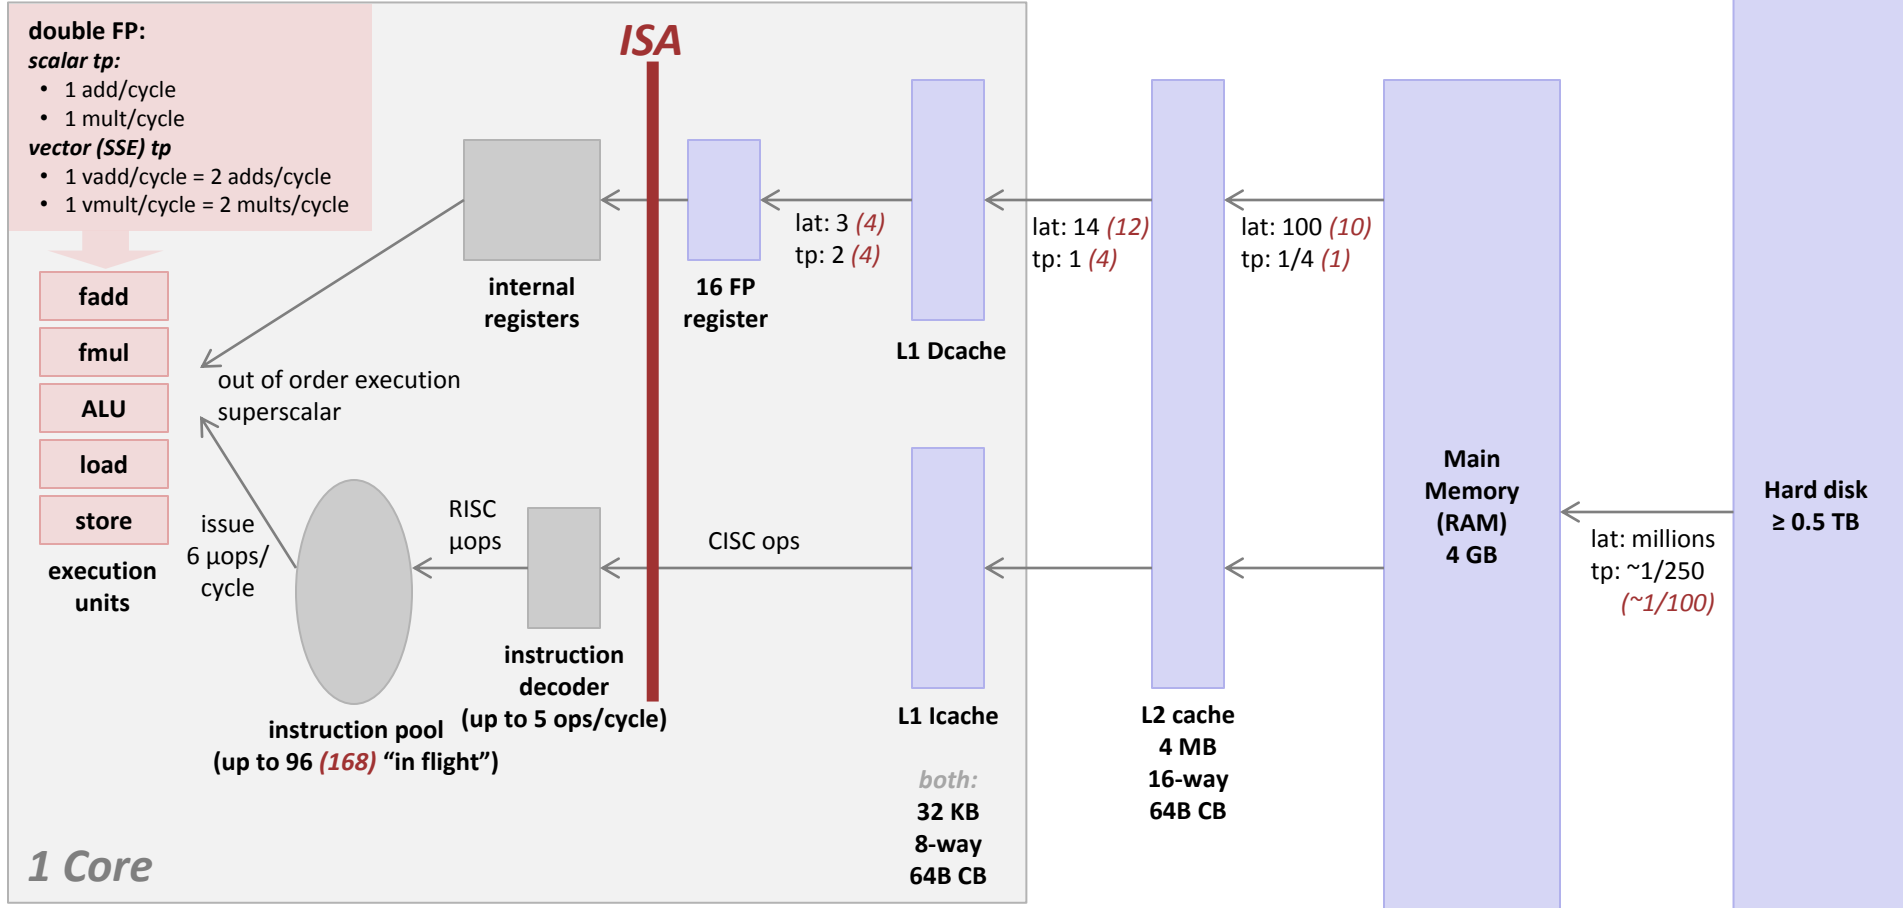 double FP:
scalar tp:
• 1 add/cycle
• 1 mult/cycle
vector (SSE) tp
• 1 vadd/cycle = 2 adds/cycle
• 1 vmult/cycle = 2 mults/cycle
fadd
fmul
ALU
load
store
execution
units
ISA
internal
registers
16 FP
register
lat: 3 (4)
tp: 2 (4)
L1 Dcache
lat: 14 (12)
tp: 1 (4)
lat: 100 (10)
tp: 1/4 (1)
out of order execution
superscalar
issue
6 μops/
cycle
RISC
μops
CISC ops
instruction pool
(up to 96 (168) “in flight”)
instruction
decoder
(up to 5 ops/cycle)
L1 Icache
both:
32 KB
8-way
64B CB
L2 cache
4 MB
16-way
64B CB
Main
Memory
(RAM)
4 GB
lat: millions
tp: ~1/250
(~1/100)
Hard disk
≥ 0.5 TB
1 Core